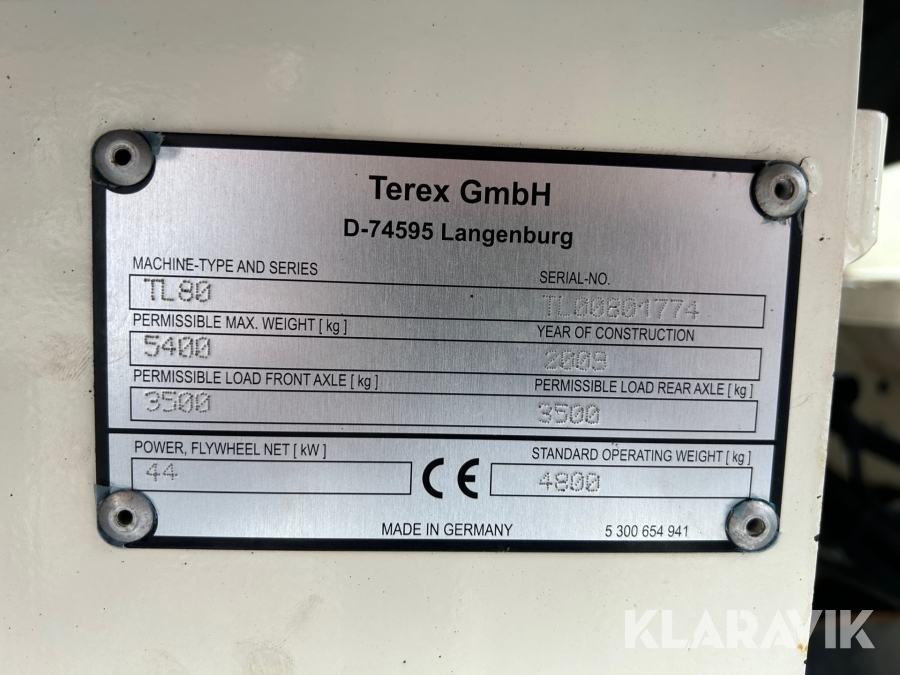 Terex GmbH
D-74595 Langenburg
MACHINE-TYPE AND SERIES SERIAL-NO.
TL80 TL00801774
PERMISSIBLE MAX. WEIGHT [ kg ] YEAR OF CONSTRUCTION
5400 2009
PERMISSIBLE LOAD FRONT AXLE [ kg ] PERMISSIBLE LOAD REAR AXLE [ kg ]
3500 3500
POWER, FLYWHEEL NET [ kW ] STANDARD OPERATING WEIGHT [ kg ]
44 CE 4800
MADE IN GERMANY 5 300 654 941
KLARAVIK